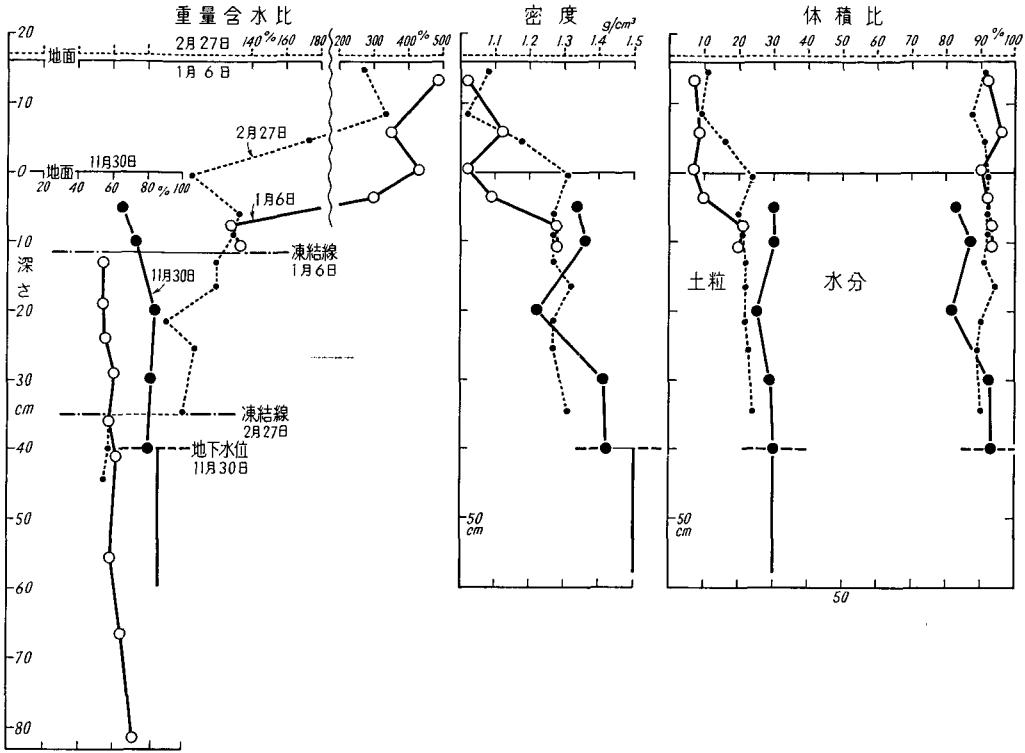 重量含水比
密度
体積比
2月27日
地面
1月6日
140% 160 180 200 300 400% 500
g/cm³
1.1 1.2 1.3 1.4 1.5
10 20 30 40 50 60 70 80 90 % 100
20
10
0
10
20
30
cm
40
50
60
70
80
深さ
地面
11月30日
20 40 60 80 % 100
2月27日
1月6日
11月30日
凍結線
1月6日
凍結線
2月27日
地下水位
11月30日
50
cm
土粒
水分
50
cm
50